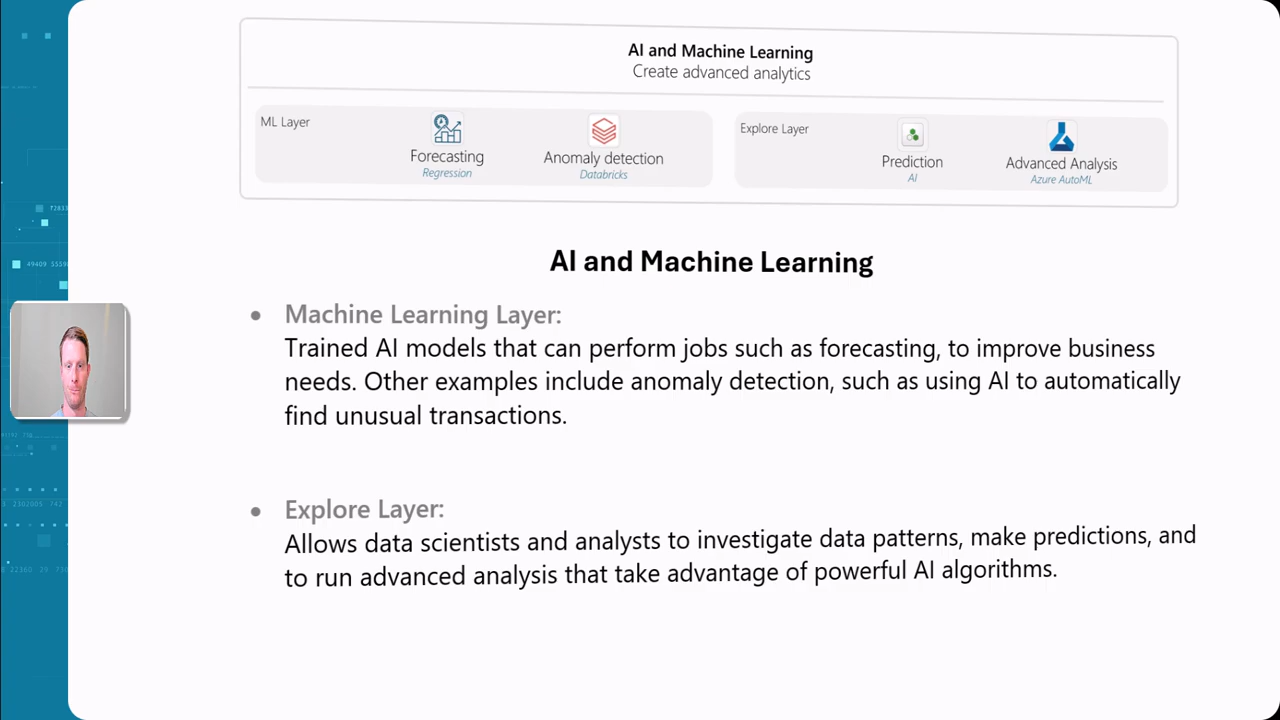 AI and Machine Learning
Create advanced analytics
ML Layer
Forecasting
Regression
Anomaly detection
Databricks
Explore Layer
Prediction
AI
Advanced Analysis
Azure AutoML
AI and Machine Learning
• Machine Learning Layer:
Trained AI models that can perform jobs such as forecasting, to improve business
needs. Other examples include anomaly detection, such as using AI to automatically
find unusual transactions.
• Explore Layer:
Allows data scientists and analysts to investigate data patterns, make predictions, and
to run advanced analysis that take advantage of powerful AI algorithms.